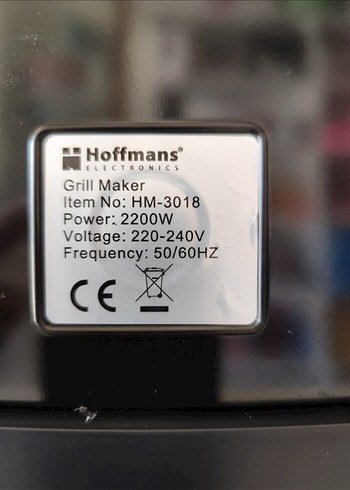 Hoffmans®
ELECTRONICS
Grill Maker
Item No: HM-3018
Power: 2200W
Voltage: 220-240V
Frequency: 50/60HZ
CE